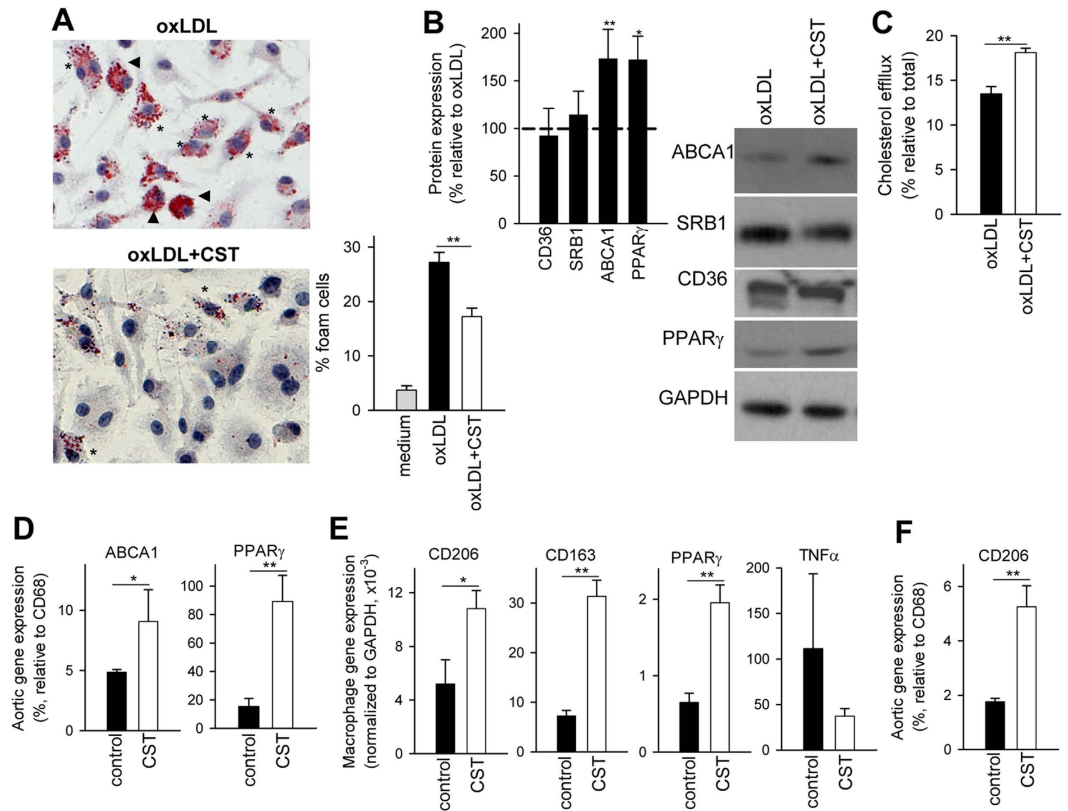 A
oxLDL
*
*
*
*
*
*
oxLDL+CST
*
*
% foam cells
30
20
10
0
**
medium
oxLDL
oxLDL+CST
B
Protein expression
(% relative to oxLDL)
200
150
100
50
0
**
*
CD36
SRB1
ABCA1
PPARγ
oxLDL
oxLDL+CST
ABCA1
SRB1
CD36
PPARγ
GAPDH
C
Cholesterol efflux
(% relative to total)
20
15
10
5
0
**
oxLDL
oxLDL+CST
D
Aortic gene expression
(%, relative to CD68)
ABCA1
*
10
5
0
control
CST
PPARγ
**
100
80
60
40
20
0
control
CST
E
Macrophage gene expression
(normalized to GAPDH, x10-3)
CD206
*
12
8
4
0
control
CST
CD163
**
30
33
10
0
control
CST
PPARγ
**
2
1
0
control
CST
TNFα
200
150
100
50
0
control
CST
F
Aortic gene expression
(%, relative to CD68)
CD206
**
6
4
2
0
control
CST